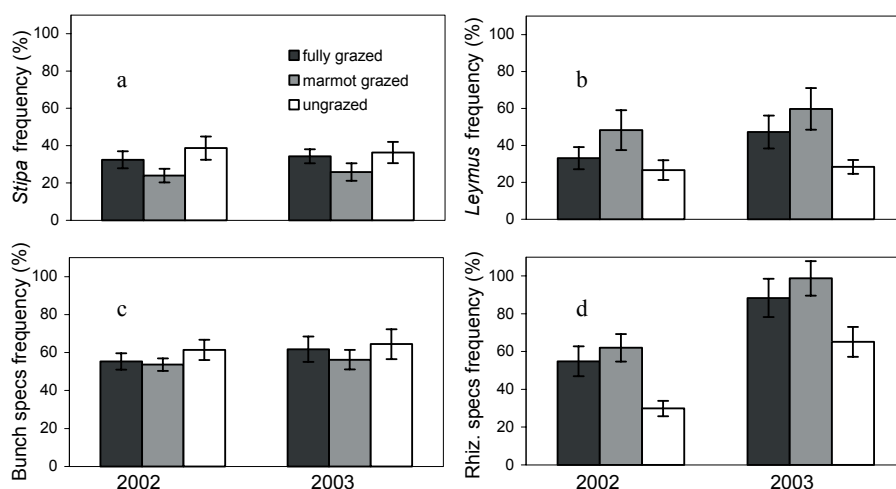 Stipa frequency (%)
100
80
60
40
20
0
a
fully grazed
marmot grazed
ungrazed
Leymus frequency (%)
100
80
60
40
20
0
b
Bunch specs frequency (%)
100
80
60
40
20
0
c
2002 2003
Rhiz. specs frequency (%)
100
80
60
40
20
0
d
2002 2003